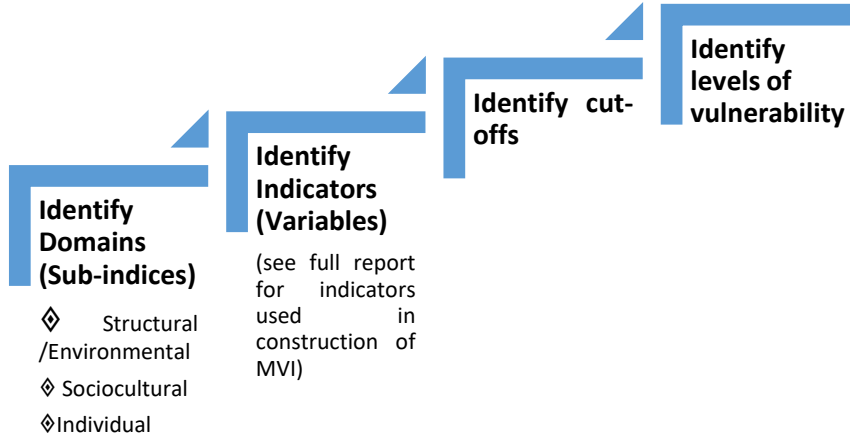 Identify
Domains
(Sub-indices)
Structural
/Environmental
Sociocultural
Individual
Identify
Indicators
(Variables)
(see full report
for indicators
used in
construction of
MVI)
Identify cut-
offs
Identify
levels of
vulnerability